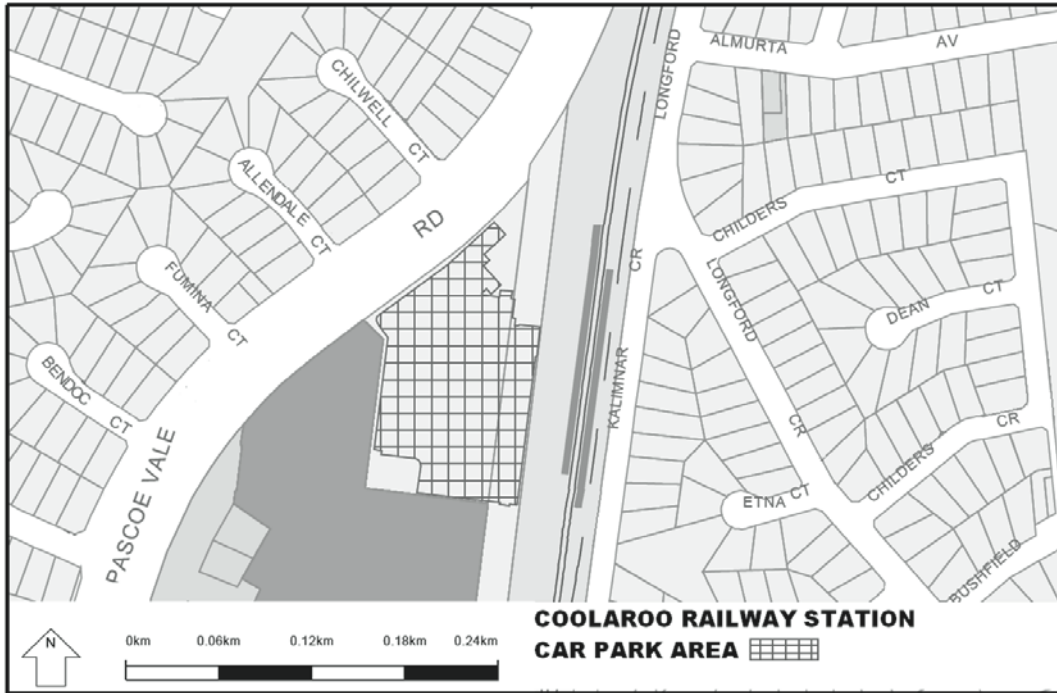 ALMURTA AV
LONGFORD
CHILWELL CT
ALLENDALE CT
RD
CHILDERS CT
FUMINA CT
CR
LONGFORD CR
DEAN CT
BENDOC CT
KALIMNAR
PASCOE VALE
CHILDERS CR
ETNA CT
BUSHFIELD
N
0km 0.06km 0.12km 0.18km 0.24km
COOLAROO RAILWAY STATION
CAR PARK AREA